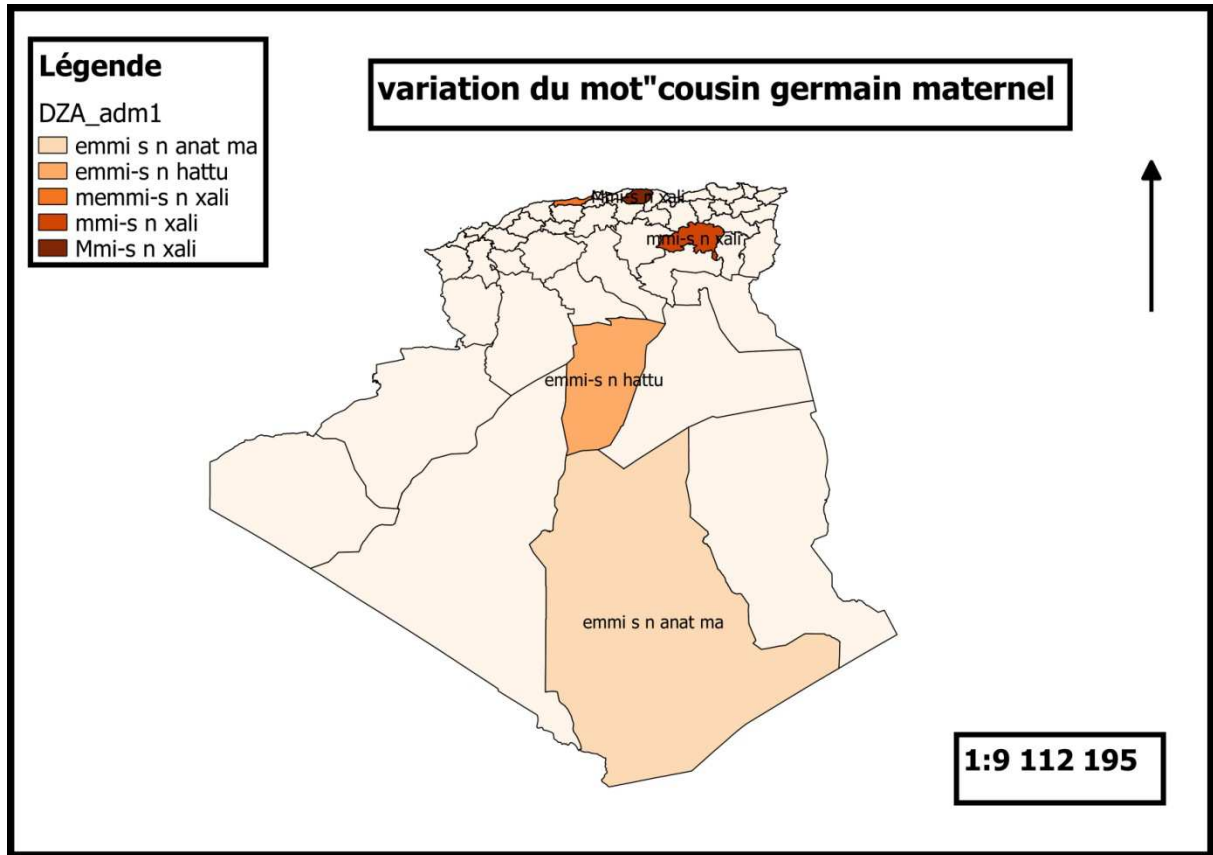 Légende
DZA_adm1
emmi s n anat ma
emmi-s n hattu
memmi-s n xali
mmi-s n xali
Mmi-s n xali
variation du mot"cousin germain maternel
Mmi-s n xali
mmi-s n xali
emmi-s n hattu
emmi s n anat ma
1:9 112 195